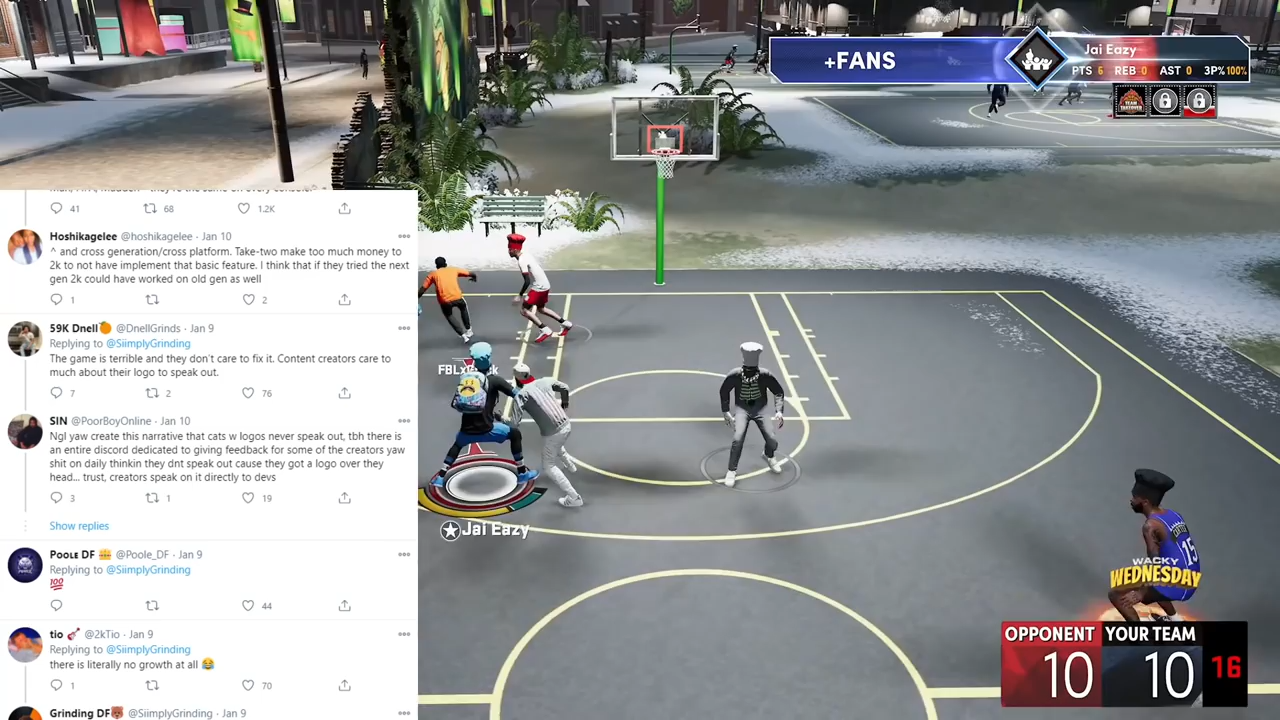 +FANS
Jai Eazy
PTS 6 REB 0 AST 0 3P% 100%
TEAM TAKEOVER
41 68 1.2K
Hoshikagelee @hoshikagelee · Jan 10
^ and cross generation/cross platform. Take-two make too much money to
2k to not have implement that basic feature. I think that if they tried the next
gen 2k could have worked on old gen as well
1 2
59K Dnell🍊 @DnellGrinds · Jan 9
Replying to @SiimplyGrinding
The game is terrible and they don't care to fix it. Content creators care to
much about their logo to speak out.
7 2 76
SIN @PoorBoyOnline · Jan 10
Ngl yaw create this narrative that cats w logos never speak out, tbh there is
an entire discord dedicated to giving feedback for some of the creators yaw
shit on daily thinkin they dnt speak out cause they got a logo over they
head... trust, creators speak on it directly to devs
3 1 19
Show replies
Poole DF @Poole_DF · Jan 9
Replying to @SiimplyGrinding
💯
44
tio 🎸 @2kTio · Jan 9
Replying to @SiimplyGrinding
there is literally no growth at all 😂
1 70
Grinding DF🐻 @SiimplyGrinding · Jan 9
Jai Eazy
15
WACKY
WEDNESDAY
OPPONENT YOUR TEAM
10 10 16